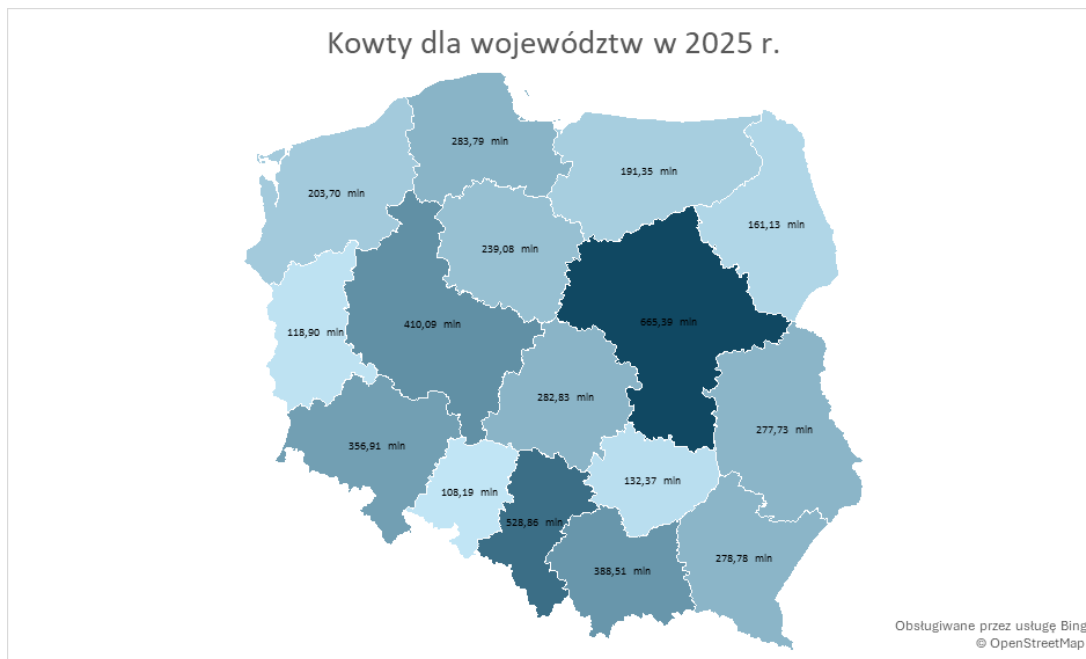 Kowty dla województw w 2025 r.
283,79 mln
191,35 mln
203,70 mln
161,13 mln
239,08 mln
665,39 mln
410,09 mln
118,90 mln
282,83 mln
277,73 mln
356,91 mln
132,37 mln
108,19 mln
528,86 mln
278,78 mln
388,51 mln
Obsługiwane przez usługę Bing
© OpenStreetMap